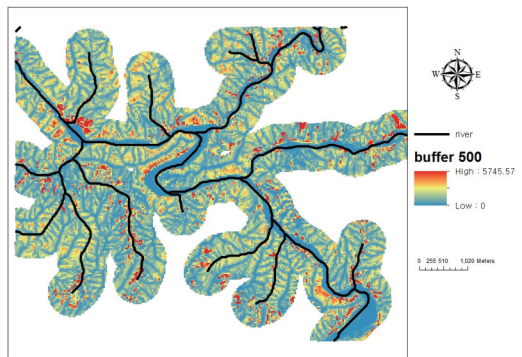 N
W E
S
river
buffer 500
High : 5745.57
Low : 0
0 255 510 1,020 Meters